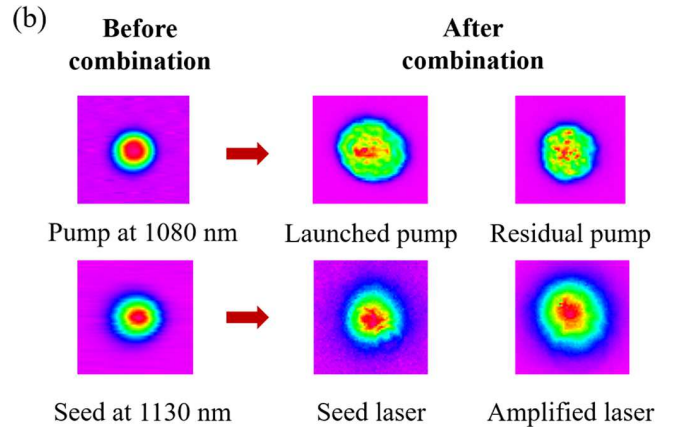 (b)
Before
combination
After
combination
Pump at 1080 nm
Launched pump
Residual pump
Seed at 1130 nm
Seed laser
Amplified laser